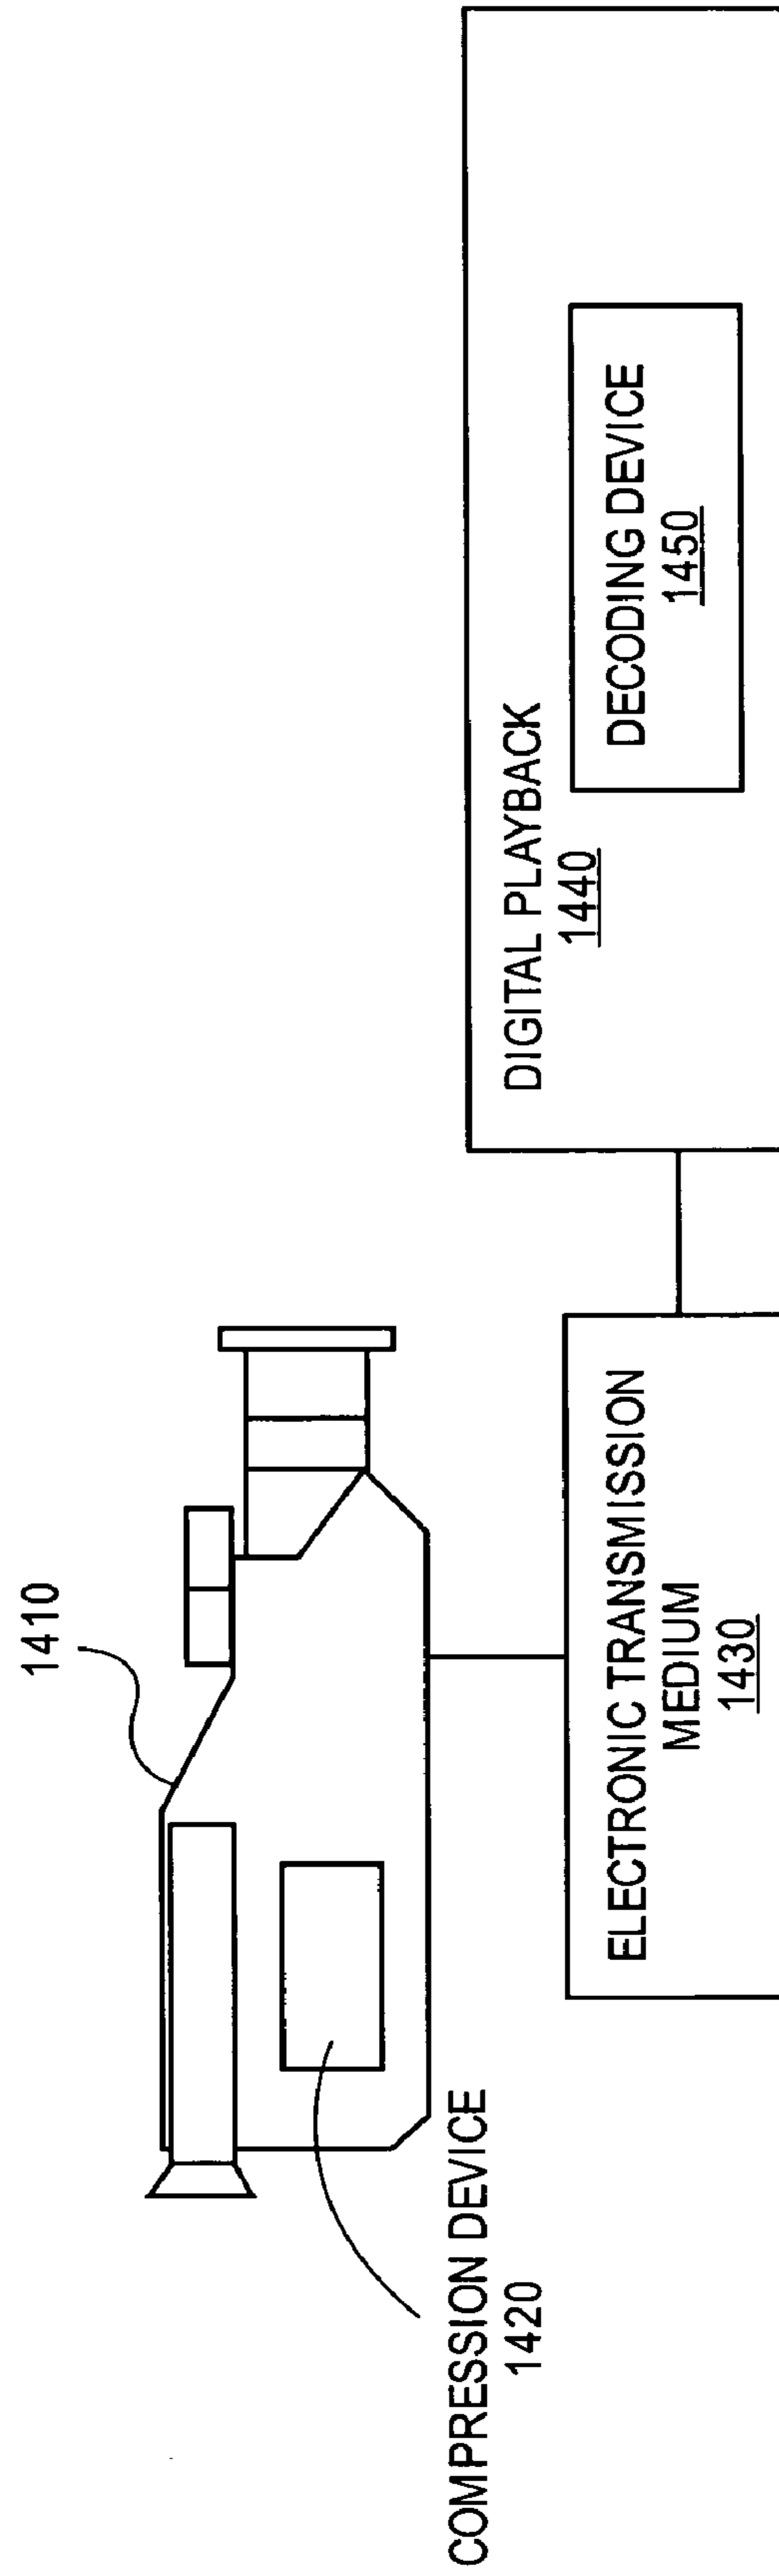 1410
COMPRESSION DEVICE
1420
ELECTRONIC TRANSMISSION
MEDIUM
1430
DIGITAL PLAYBACK
1440
DECODING DEVICE
1450